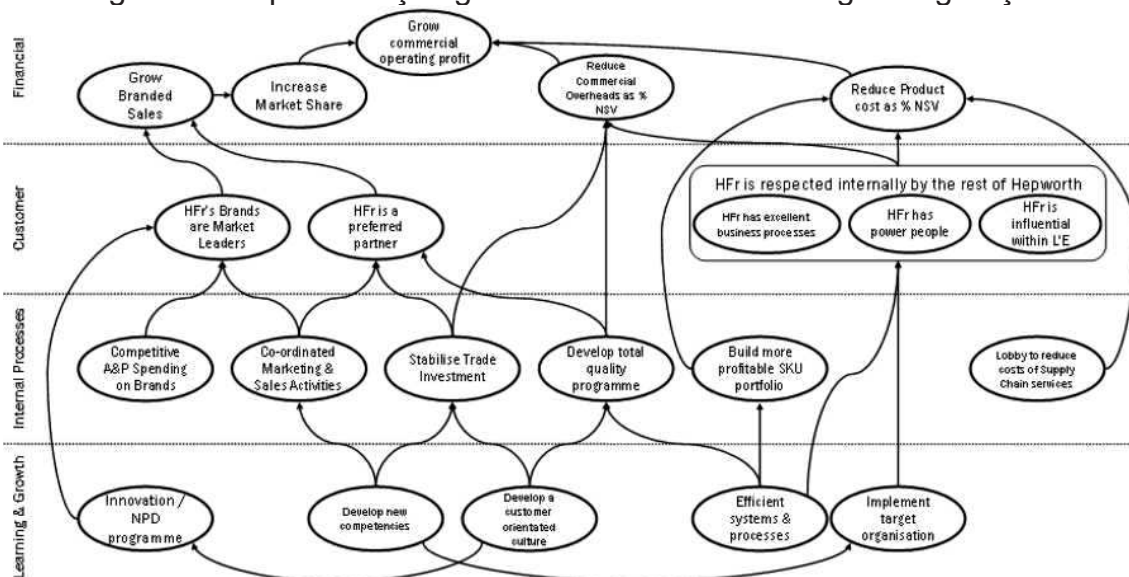 Financial
Grow
commercial
operating profit
Grow
Branded
Sales
Increase
Market Share
Reduce
Commercial
Overheads as %
NSV
Reduce Product
cost as % NSV
Customer
HFr's Brands
are Market
Leaders
HFr is a
preferred
partner
HFr is respected internally by the rest of Hepworth
HFr has excellent
business processes
HFr has
power people
HFr is
influential
within L'E
Internal Processes
Competitive
A&P Spending
on Brands
Co-ordinated
Marketing &
Sales Activities
Stabilise Trade
Investment
Develop total
quality
programme
Build more
profitable SKU
portfolio
Lobby to reduce
costs of Supply
Chain services
Learning & Growth
Innovation /
NPD
programme
Develop new
competencies
Develop a
customer
orientated
culture
Efficient
systems &
processes
Implement
target
organisation